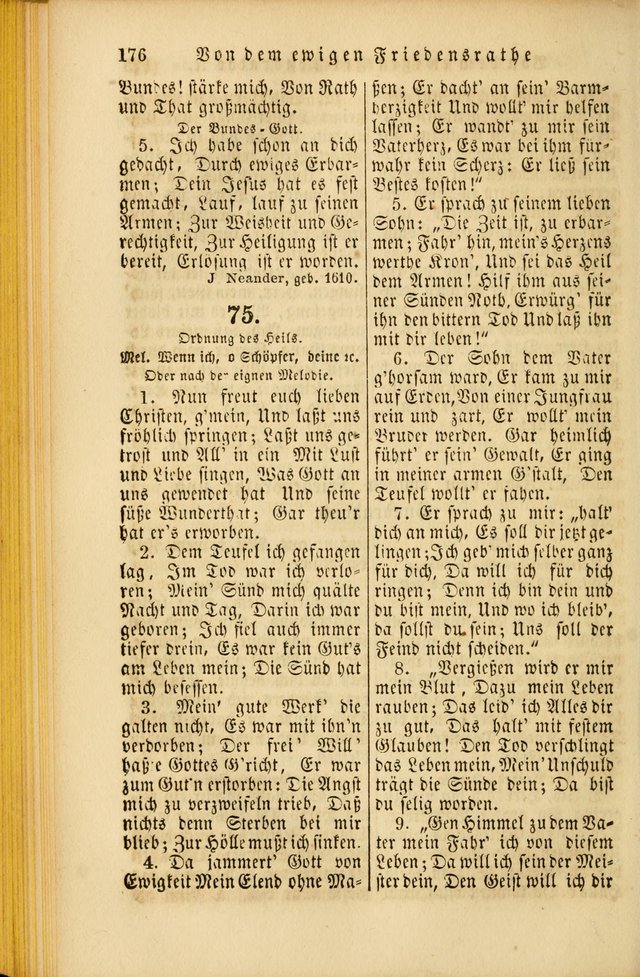 176 Von dem ewigen Friedensrathe
Bundes! stärke mich, Von Rath
und That großmächtig.
Der Bundes-Gott.
5. Ich habe schon an dich
gedacht, Durch ewiges Erbar-
men; Dein Jesus hat es fest
gemacht, Lauf, lauf zu seinen
Armen; Zur Weisheit und Ge-
rechtigkeit, Zur Heiligung ist er
bereit, Erlösung ist er worden.
J Neander, geb. 1610.
75.
Ordnung des Heils.
Mel. Wenn ich, o Schöpfer, deine ꝛc.
Oder nach der eignen Melodie.
1. Nun freut euch lieben
Christen, g'mein, Und laßt uns
fröhlich springen; Laßt uns ge-
trost und All' in ein Mit Lust
und Liebe singen, Was Gott an
uns gewendet hat Und seine
süße Wunderthat; Gar theu'r
hat er's erworben.
2. Dem Teufel ich gefangen
lag, Im Tod war ich verlo-
ren; Mein' Sünd mich quälte
Nacht und Tag, Darin ich war
geboren; Ich fiel auch immer
tiefer drein, Es war kein Gut's
am Leben mein; Die Sünd hat
mich besessen.
3. Mein' gute Werk' die
galten nicht, Es war mit ihn'n
verdorben; Der frei' Will'
haßte Gottes G'richt, Er war
zum Gut'n erstorben: Die Angst
mich zu verzweifeln trieb, Daß
nichts denn Sterben bei mir
blieb; Zur Hölle mußt ich sinken.
4. Da jammert' Gott von
Ewigkeit Mein Elend ohne Ma-
ßen; Er dacht' an sein' Barm-
herzigkeit Und wollt' mir helfen
lassen; Er wandt' zu mir sein
Vaterherz, Es war bei ihm für-
wahr kein Scherz: Er ließ sein
Bestes kosten!"
5. Er sprach zu seinem lieben
Sohn: „Die Zeit ist, zu erbar-
men; Fahr' hin, mein's Herzens
werthe Kron', Und sei das Heil
dem Armen! Hilf ihm aus sei-
ner Sünden Noth, Erwürg' für
ihn den bittern Tod Und laß ihn
mit dir leben!"
6. Der Sohn dem Vater
g'horsam ward, Er kam zu mir
auf Erden, Von einer Jungfrau
rein und zart, Er wollt' mein
Bruder werden. Gar heimlich
führt' er sein' Gewalt, Er ging
in meiner armen G'stalt, Den
Teufel wollt' er fahen.
7. Er sprach zu mir: „halt'
dich an mich, Es soll dir jetzt ge-
lingen; Ich geb' mich selber ganz
für dich, Da will ich für dich
ringen; Denn ich bin dein und
du bist mein, Und wo ich bleib',
da sollst du sein; Uns soll der
Feind nicht scheiden."
8. „Vergießen wird er mir
mein Blut, Dazu mein Leben
rauben; Das leid' ich Alles dir
zu gut, Das halt' mit festem
Glauben! Den Tod verschlingt
das Leben mein, Mein' Unschuld
trägt die Sünde dein; Da bist
du selig worden.
9. „Gen Himmel zu dem Va-
ter mein Fahr' ich von diesem
Leben; Da will ich sein der Mei-
ster dein, Den Geist will ich dir